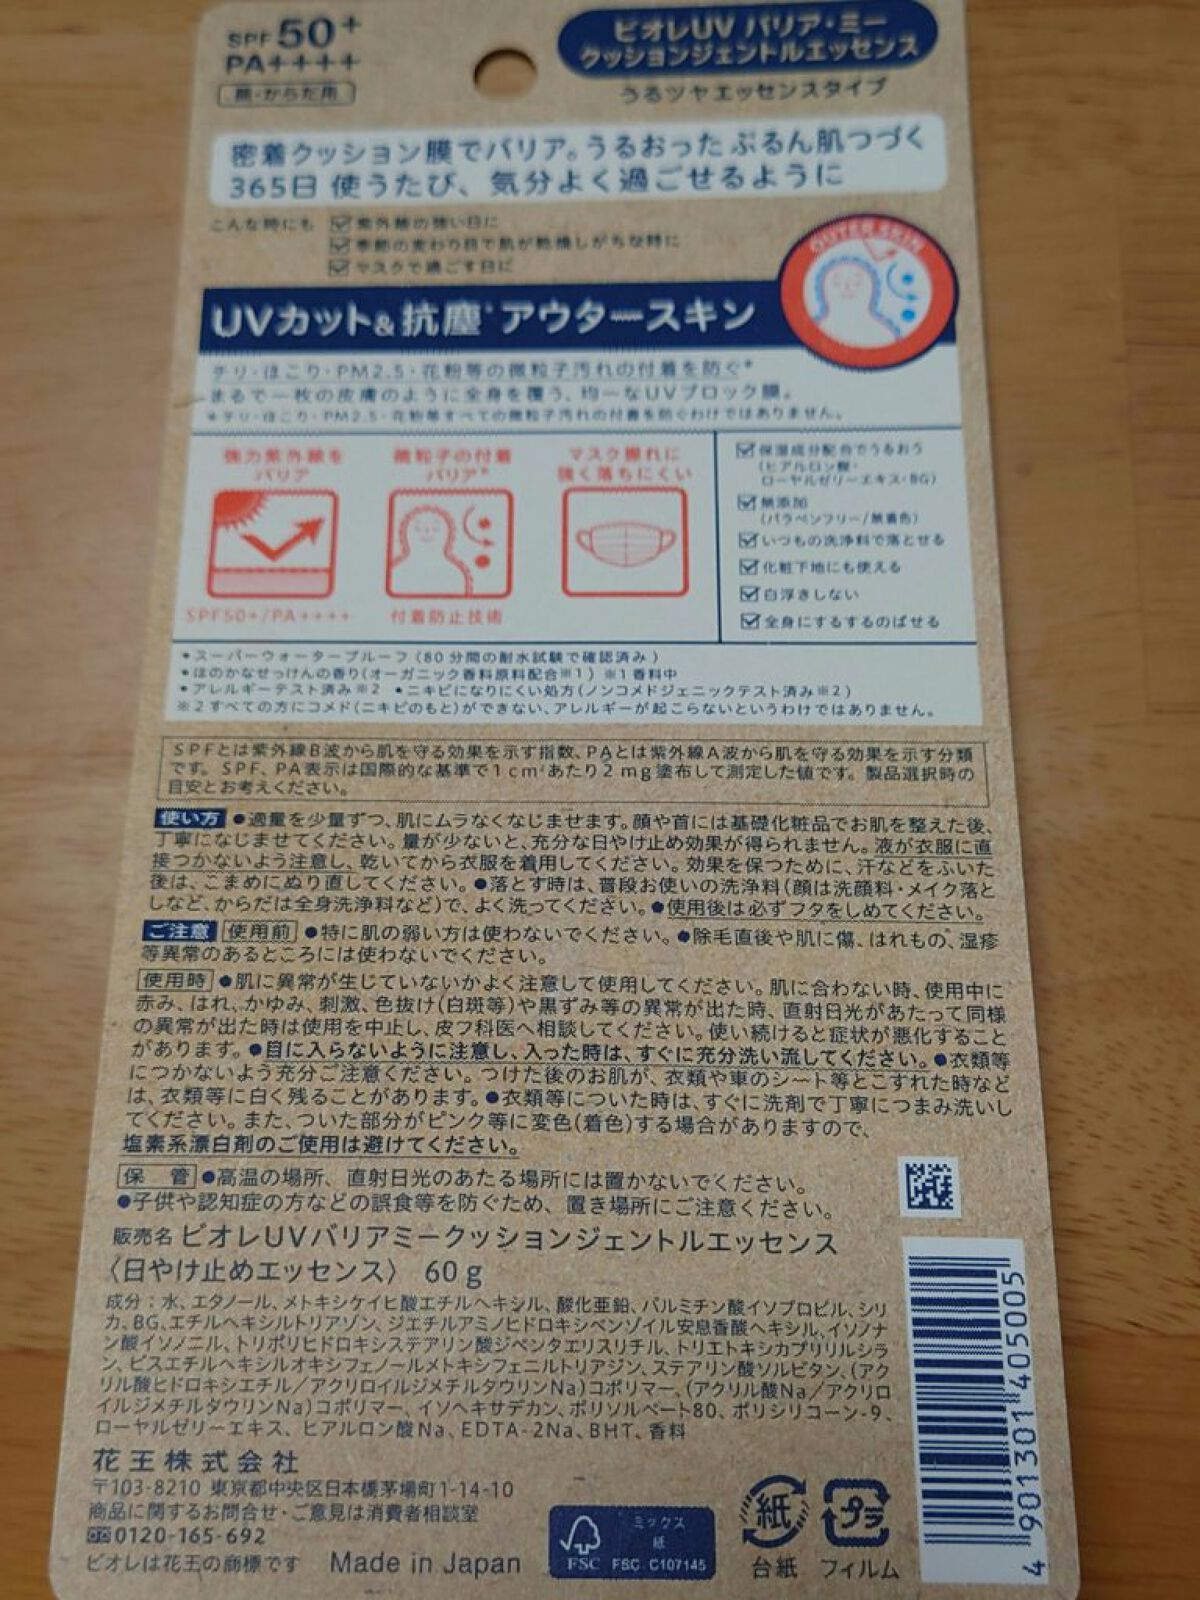 SPF50+
PA++++
顔・からだ用
ビオレUV バリア・ミー
クッションジェントルエッセンス
うるツヤエッセンスタイプ
密着クッション膜でバリア。うるおったぷるん肌つづく
365日 使うたび、気分よく過ごせるように
こんな時にも
紫外線の強い日に
季節の変わり目で肌が乾燥しがちな時に
マスクで過ごす日に
OUTER SKIN
UVカット&抗塵*アウタースキン
チリ・ほこり・PM2.5・花粉等の微粒子汚れの付着を防ぐ*
まるで一枚の皮膚のように全身を覆う、均一なUVブロック膜。
*チリ・ほこり・PM2.5・花粉等すべての微粒子汚れの付着を防ぐわけではありません。
強力紫外線を
バリア
SPF50+/PA++++
微粒子の付着
バリア*
付着防止技術
マスク擦れに
強く落ちにくい
保湿成分配合でうるおう
(ヒアルロン酸・
ローヤルゼリーエキス・BG)
無添加
(パラベンフリー/無着色)
いつもの洗浄料で落とせる
化粧下地にも使える
白浮きしない
全身にするするのばせる
•スーパーウォータープルーフ(80分間の耐水試験で確認済み)
•ほのかなせっけんの香り(オーガニック香料原料配合※1) ※1香料中
•アレルギーテスト済み※2 •ニキビになりにくい処方(ノンコメドジェニックテスト済み※2)
※2すべての方にコメド(ニキビのもと)ができない、アレルギーが起こらないというわけではありません。
SPFとは紫外線B波から肌を守る効果を示す指数、PAとは紫外線A波から肌を守る効果を示す分類
です。SPF、PA表示は国際的な基準で1cm²あたり2mg塗布して測定した値です。製品選択時の
目安とお考えください。
使い方 ●適量を少量ずつ、肌にムラなくなじませます。顔や首には基礎化粧品でお肌を整えた後、
丁寧になじませてください。量が少ないと、充分な日やけ止め効果が得られません。液が衣服に直
接つかないよう注意し、乾いてから衣服を着用してください。効果を保つために、汗などをふいた
後は、こまめにぬり直してください。●落とす時は、普段お使いの洗浄料(顔は洗顔料・メイク落と
しなど、からだは全身洗浄料など)で、よく洗ってください。●使用後は必ずフタをしめてください。
ご注意 使用前 ●特に肌の弱い方は使わないでください。●除毛直後や肌に傷、はれもの、湿疹
等異常のあるところには使わないでください。
使用時 ●肌に異常が生じていないかよく注意して使用してください。肌に合わない時、使用中に
赤み、はれ、かゆみ、刺激、色抜け(白斑等)や黒ずみ等の異常が出た時、直射日光があたって同様
の異常が出た時は使用を中止し、皮フ科医へ相談してください。使い続けると症状が悪化すること
があります。●目に入らないように注意し、入った時は、すぐに充分洗い流してください。●衣類等
につかないよう充分ご注意ください。つけた後のお肌が、衣類や車のシート等とこすれた時など
は、衣類等に白く残ることがあります。●衣類等についた時は、すぐに洗剤で丁寧につまみ洗いし
てください。また、ついた部分がピンク等に変色(着色)する場合がありますので、
塩素系漂白剤のご使用は避けてください。
保 管 ●高温の場所、直射日光のあたる場所には置かないでください。
●子供や認知症の方などの誤食等を防ぐため、置き場所にご注意ください。
販売名 ビオレUVバリアミークッションジェントルエッセンス
〈日やけ止めエッセンス〉 60g
成分:水、エタノール、メトキシケイヒ酸エチルヘキシル、酸化亜鉛、パルミチン酸イソプロピル、シリ
カ、BG、エチルヘキシルトリアゾン、ジエチルアミノヒドロキシベンゾイル安息香酸ヘキシル、イソノナ
ン酸イソノニル、トリポリヒドロキシステアリン酸ジペンタエリスリチル、トリエトキシカプリリルシラ
ン、ビスエチルヘキシルオキシフェノールメトキシフェニルトリアジン、ステアリン酸ソルビタン、(アク
リル酸ヒドロキシエチル/アクリロイルジメチルタウリンNa)コポリマー、(アクリル酸Na/アクリロ
イルジメチルタウリンNa)コポリマー、イソヘキサデカン、ポリソルベート80、ポリシリコーン-9、
ローヤルゼリーエキス、ヒアルロン酸Na、EDTA-2Na、BHT、香料
花王株式会社
〒103-8210 東京都中央区日本橋茅場町1-14-10
商品に関するお問合せ・ご意見は消費者相談室
0120-165-692
ビオレは花王の商標です Made in Japan
FSC
ミックス
紙
FSC C107145
紙
台紙
プラ
フィルム
4901301405005